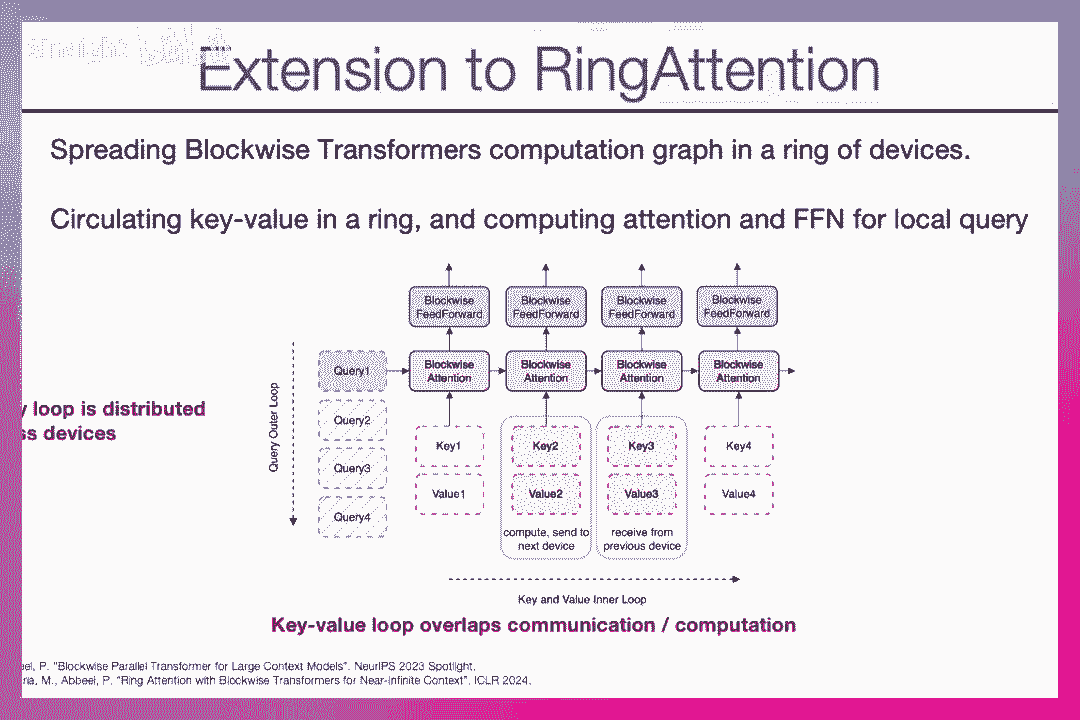 Extension to RingAttention
Spreading Blockwise Transformers computation graph in a ring of devices.
Circulating key-value in a ring, and computing attention and FFN for local query
Blockwise FeedForward
Blockwise FeedForward
Blockwise FeedForward
Blockwise FeedForward
Query1
Blockwise Attention
Blockwise Attention
Blockwise Attention
Blockwise Attention
loop is distributed
devices
Query Outer Loop
Query2
Query3
Query4
Key1
Key2
Key3
Key4
Value1
Value2
Value3
Value4
compute, send to
next device
receive from
previous device
Key and Value Inner Loop
Key-value loop overlaps communication / computation
P. "Blockwise Parallel Transformer for Large Context Models". NeurIPS 2023 Spotlight.
M., Abbeel, P. "Ring Attention with Blockwise Transformers for Near-Infinite Context". ICLR 2024.